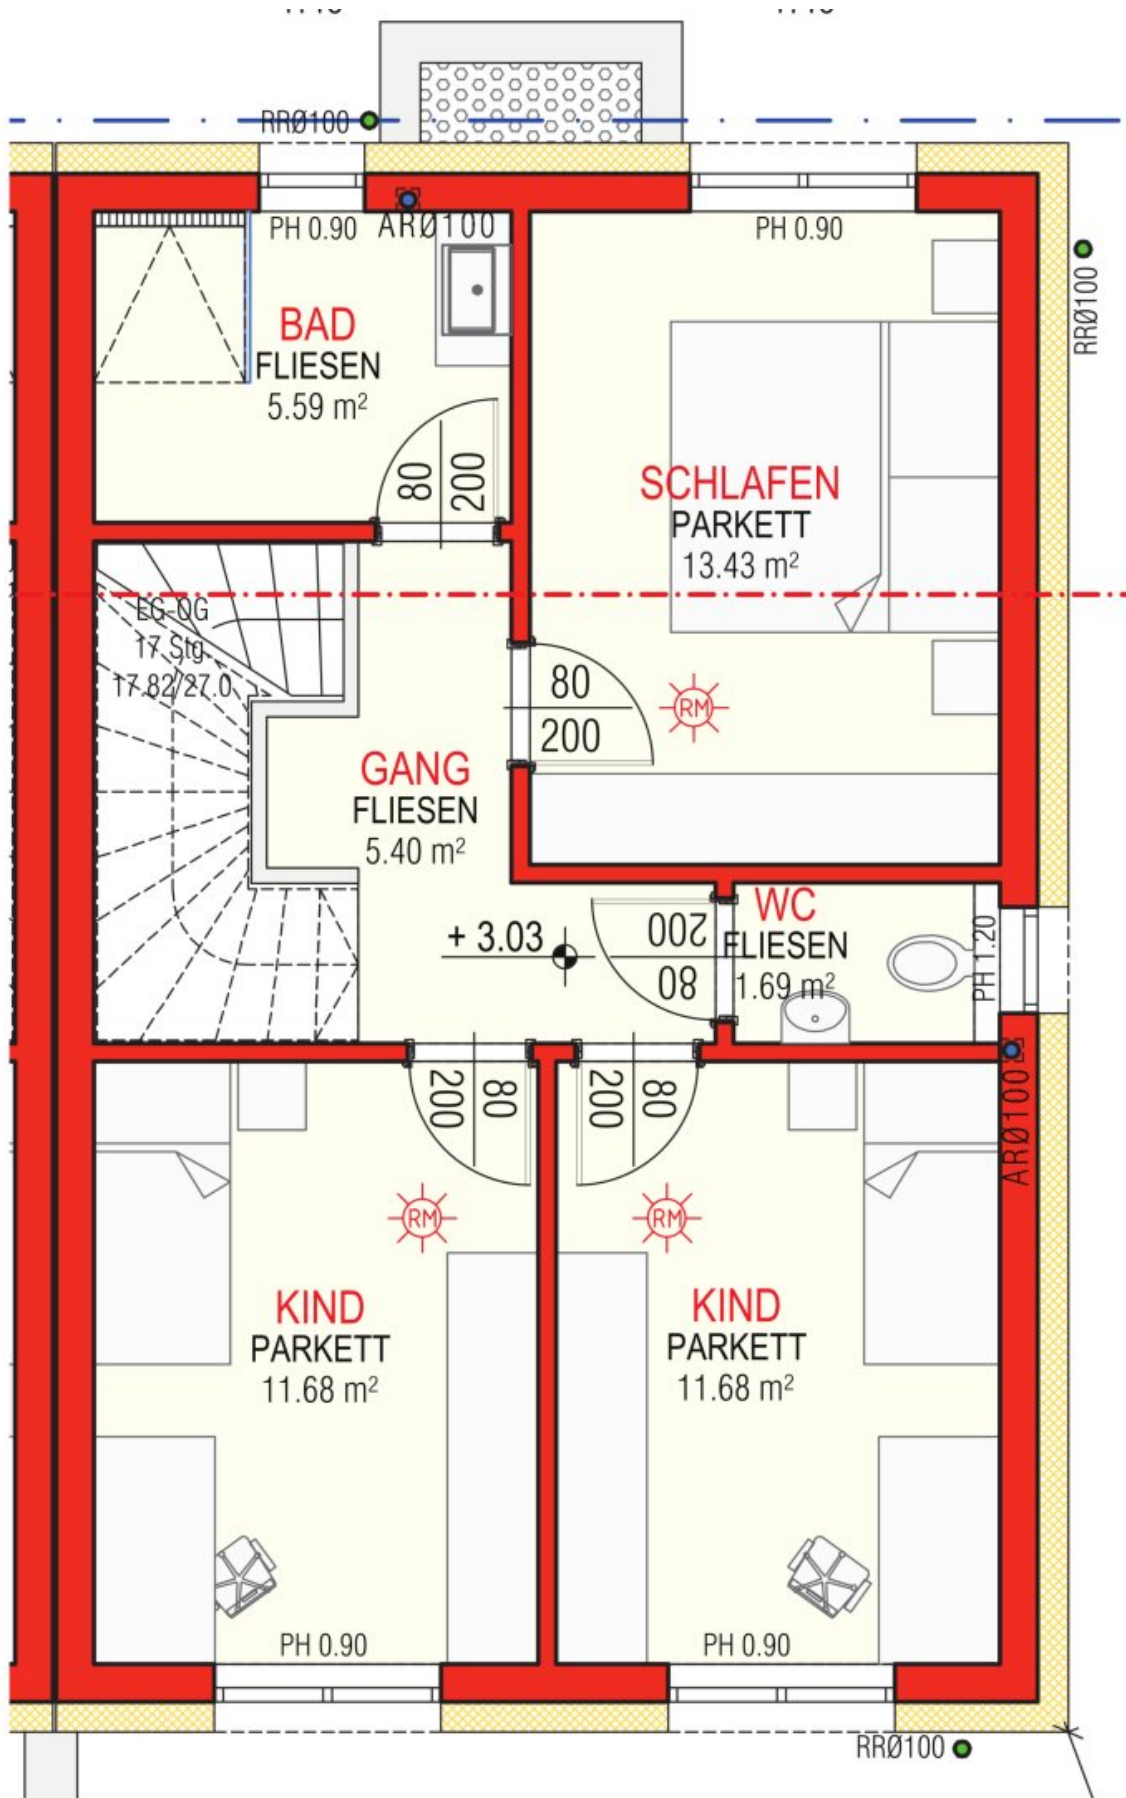 RRØ100
PH 0.90
ARØ100
PH 0.90
RRØ100
BAD
FLIESEN
5.59 m²
80
200
SCHLAFEN
PARKETT
13.43 m²
EG-OG
17 Stg.
17.82/27.0
80
200
RM
GANG
FLIESEN
5.40 m²
+ 3.03
200
80
WC
FLIESEN
1.69 m²
PH 1.20
200
80
200
80
ARØ100
RM
RM
KIND
PARKETT
11.68 m²
KIND
PARKETT
11.68 m²
PH 0.90
PH 0.90
RRØ100